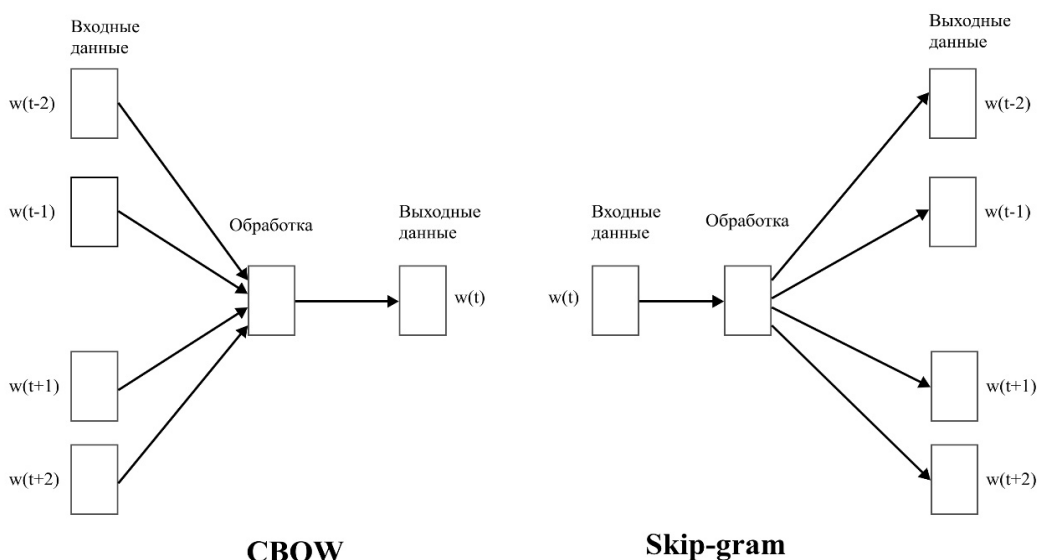 Входные
данные
w(t-2)
w(t-1)
w(t+1)
w(t+2)
Обработка
Выходные
данные
w(t)
CBOW
Входные
данные
w(t)
Обработка
Выходные
данные
w(t-2)
w(t-1)
w(t+1)
w(t+2)
Skip-gram